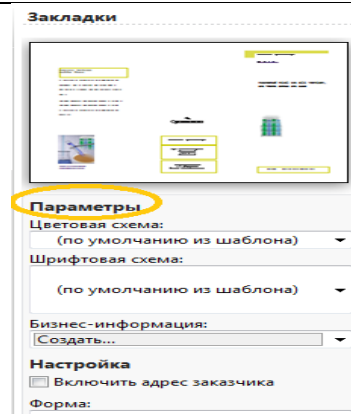 Закладки
Параметры
Цветовая схема:
(по умолчанию из шаблона)
Шрифтовая схема:
(по умолчанию из шаблона)
Бизнес-информация:
Создать...
Настройка
Включить адрес заказчика
Форма: